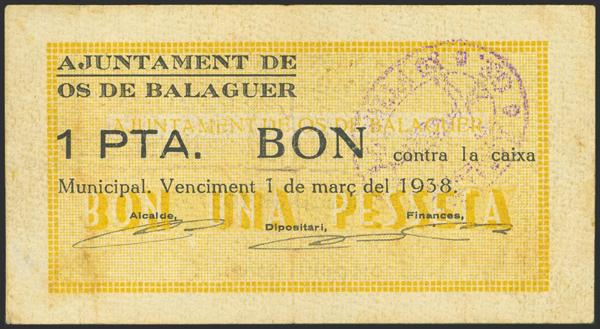 AJUNTAMENT DE
OS DE BALAGUER
AJUNTAMENT DE OS DE BALAGUER
1 PTA. BON contra la caixa
Municipal. Venciment 1 de març del 1938.
BON UNA PESSETA
Alcalde, Dipositari, Finances,